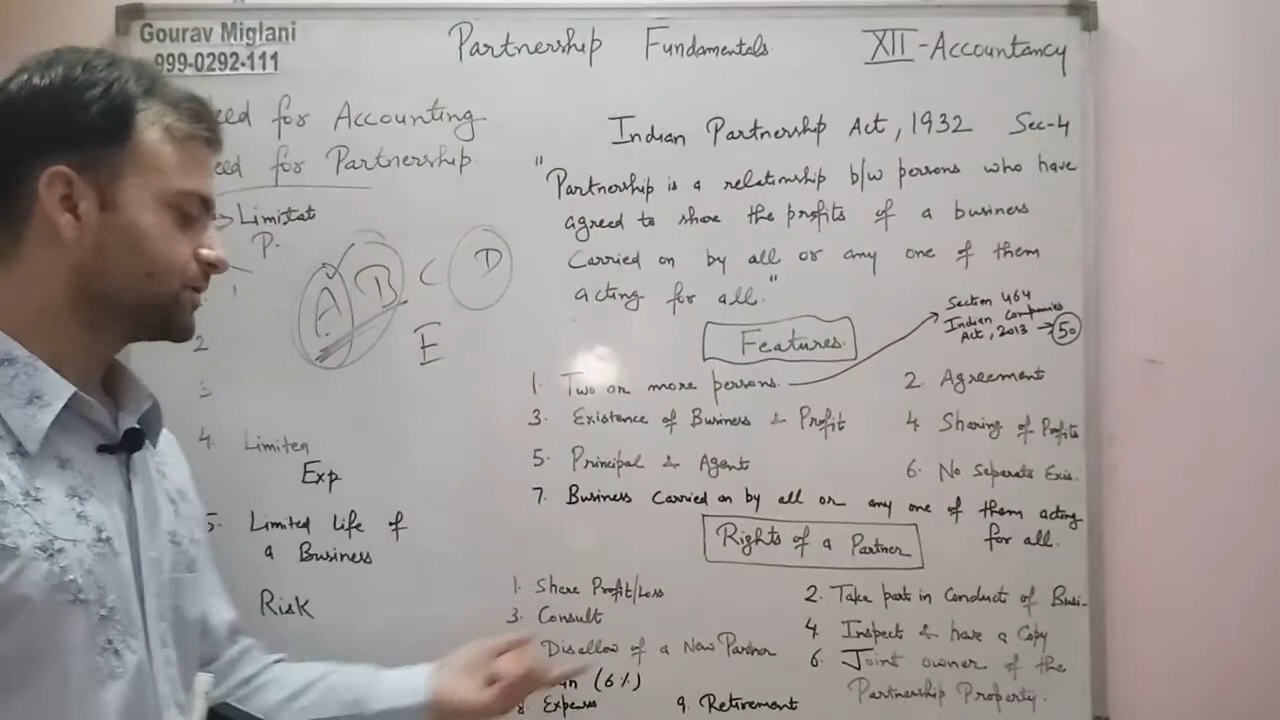 Gourav Miglani
999-0292-111
Partnership Fundamentals
XII - Accountancy
eed for Accounting
eed for Partnership
Limitat
P.
2
3
4. Limited
Exp
5. Limited life of
a Business
Risk
A B C D
E
Indian Partnership Act, 1932 Sec-4
"Partnership is a relationship b/w persons who have
agreed to share the profits of a business
Carried on by all or any one of them
acting for all."
Features
Section 464
Indian Companies
Act, 2013 → 50
1. Two or more persons. 2. Agreement
3. Existence of Business & Profit 4. Sharing of Profits
5. Principal & Agent 6. No Separate Exis.
7. Business Carried on by all or any one of them acting
for all.
Rights of a Partner
1. Share Profit/Loss 2. Take part in Conduct of Busi-
3. Consult 4. Inspect & have a Copy
Disallow of a New Partner 6. Joint owner of the
Partnership Property.
(6%)
8. Expenses 9. Retirement